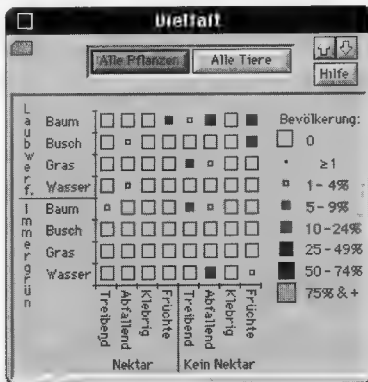 Vielfalt
Alle Pflanzen
Alle Tiere
Hilfe
Laubwerf.
Baum
Busch
Gras
Wasser
Immergrün
Baum
Busch
Gras
Wasser
Treibend
Abfallend
Klebrig
Früchte
Treibend
Abfallend
Klebrig
Früchte
Nektar
Kein Nektar
Bevölkerung:
0
≥1
1-4%
5-9%
10-24%
25-49%
50-74%
75% & +